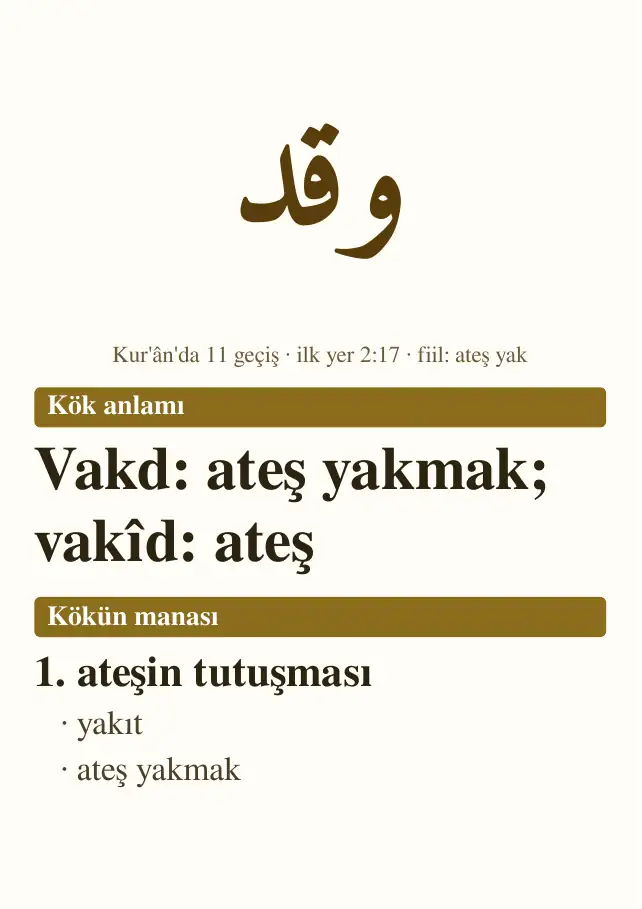 و قد
Kur'ân'da 11 geçiş · ilk yer 2:17 · fiil: ateş yak
Kök anlamı
Vakd: ateş yakmak;
vakîd: ateş
Kökün manası
1. ateşin tutuşması
· yakıt
· ateş yakmak